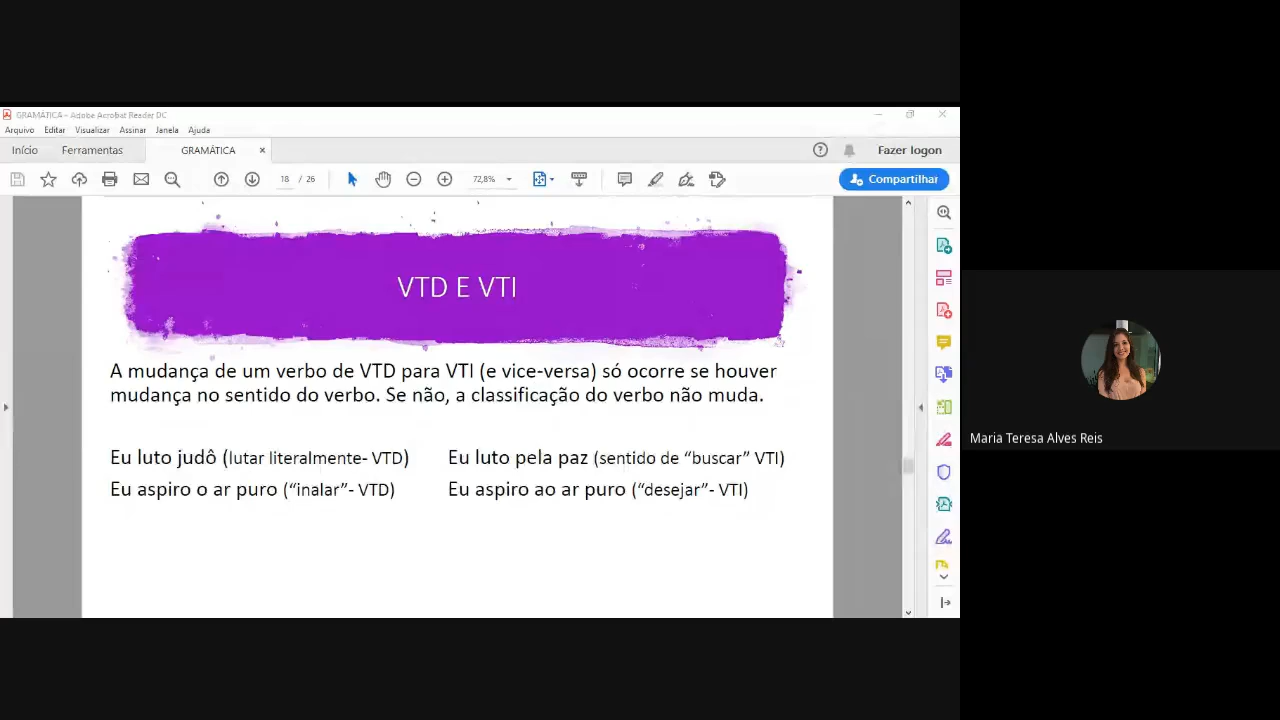 GRAMÁTICA - Adobe Acrobat Reader DC
Arquivo Editar Visualizar Assinar Janela Ajuda
Início Ferramentas GRAMÁTICA × Fazer logon
18 / 26 72,8% Compartilhar
VTD E VTI
A mudança de um verbo de VTD para VTI (e vice-versa) só ocorre se houver
mudança no sentido do verbo. Se não, a classificação do verbo não muda.
Eu luto judô (lutar literalmente- VTD) Eu luto pela paz (sentido de “buscar” VTI)
Eu aspiro o ar puro (“inalar”- VTD) Eu aspiro ao ar puro (“desejar”- VTI)
Maria Teresa Alves Reis